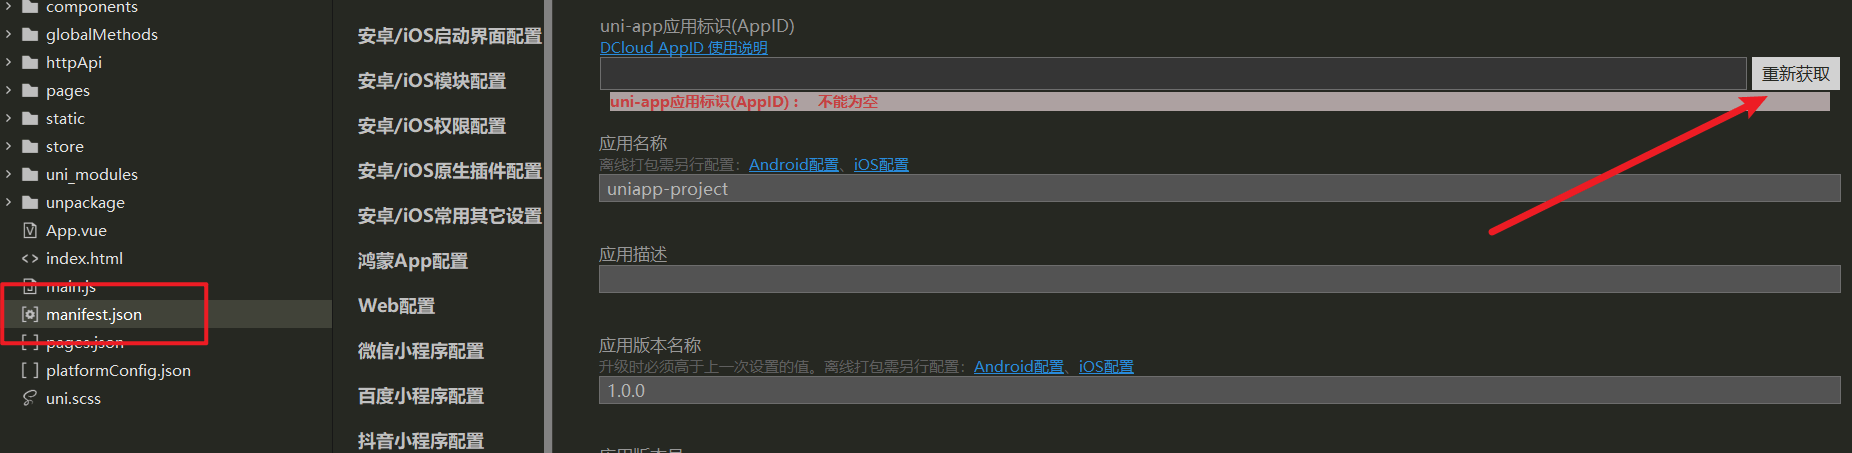 components
globalMethods
httpApi
pages
static
store
uni_modules
unpackage
App.vue
index.html
main.js
manifest.json
pages.json
platformConfig.json
uni.scss
安卓/iOS启动界面配置
安卓/iOS模块配置
安卓/iOS权限配置
安卓/iOS原生插件配置
安卓/iOS常用其它设置
鸿蒙App配置
Web配置
微信小程序配置
百度小程序配置
抖音小程序配置
uni-app应用标识(AppID)
DCloud AppID 使用说明
重新获取
uni-app应用标识(AppID)： 不能为空
应用名称
离线打包需另行配置：Android配置、iOS配置
uniapp-project
应用描述
应用版本名称
升级时必须高于上一次设置的值。离线打包需另行配置：Android配置、iOS配置
1.0.0
应用版本号